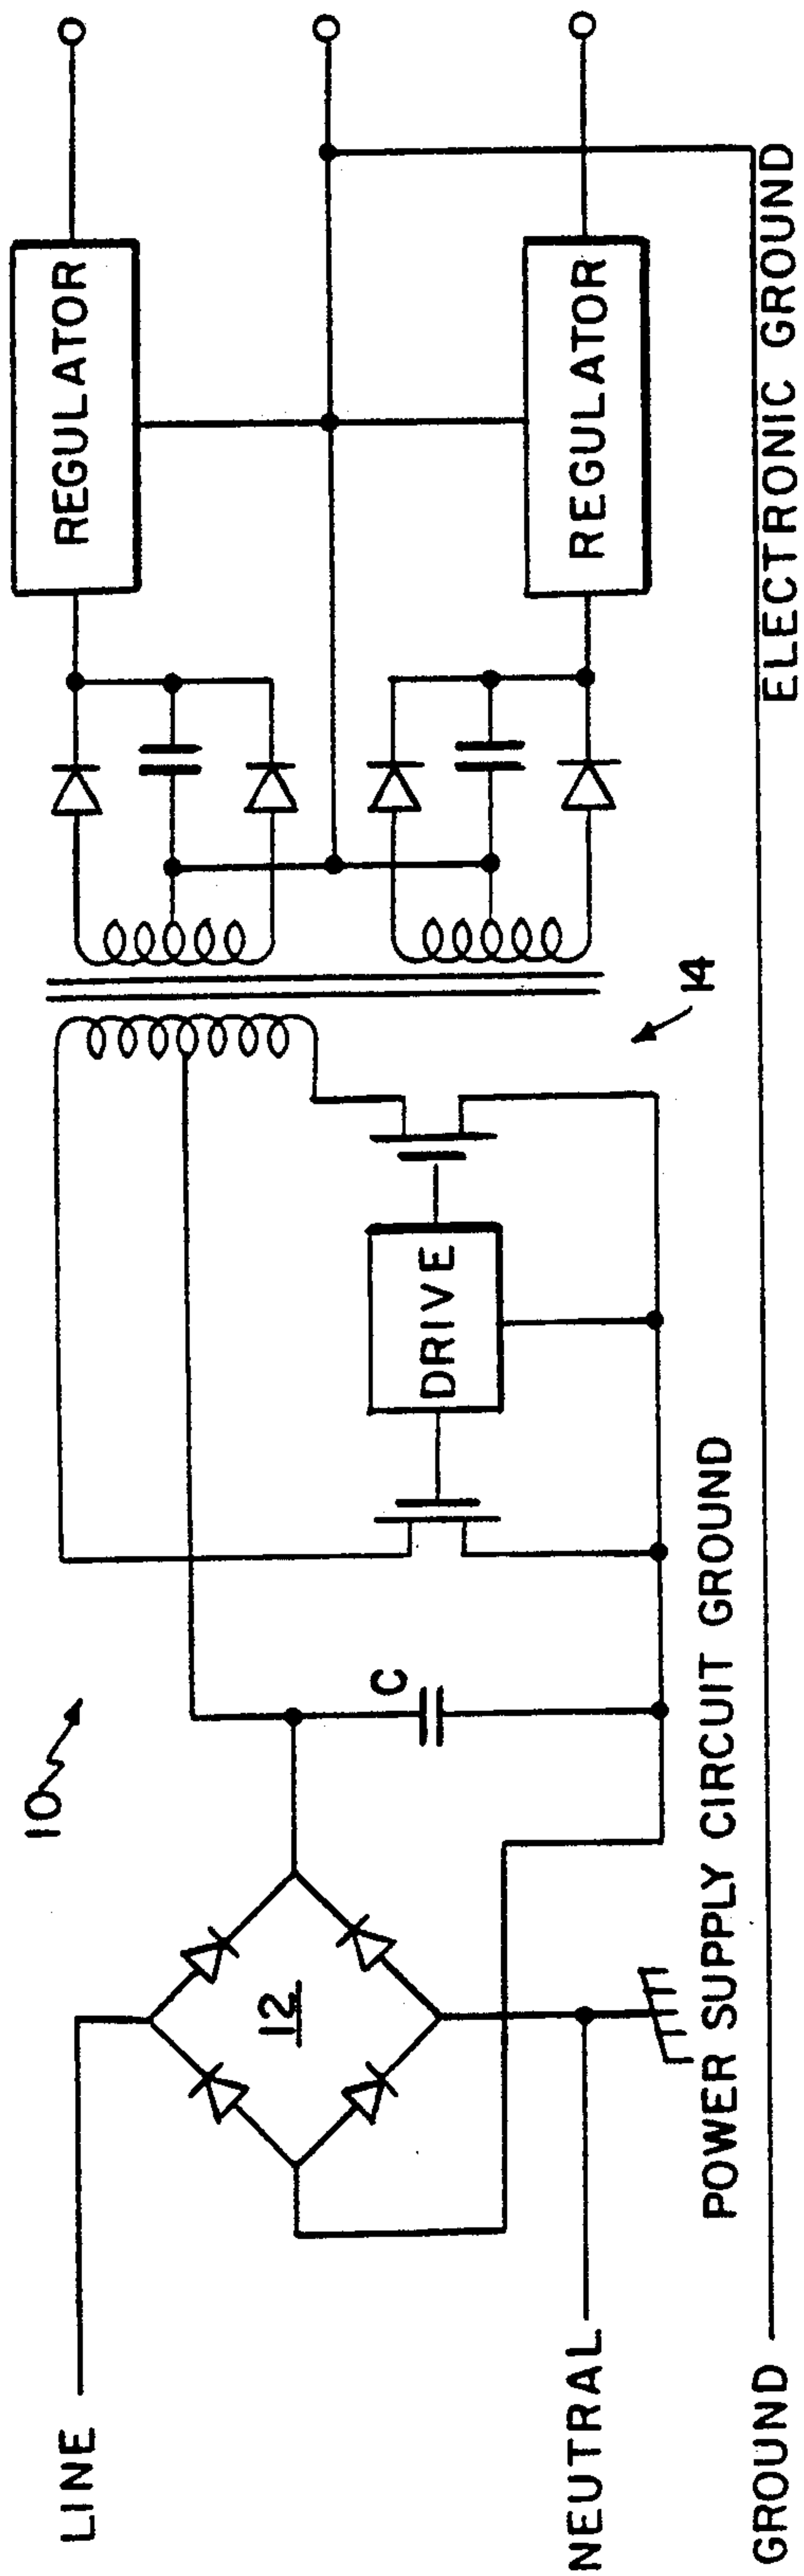 10
LINE
NEUTRAL
GROUND
12
C
POWER SUPPLY CIRCUIT GROUND
DRIVE
14
REGULATOR
REGULATOR
ELECTRONIC GROUND